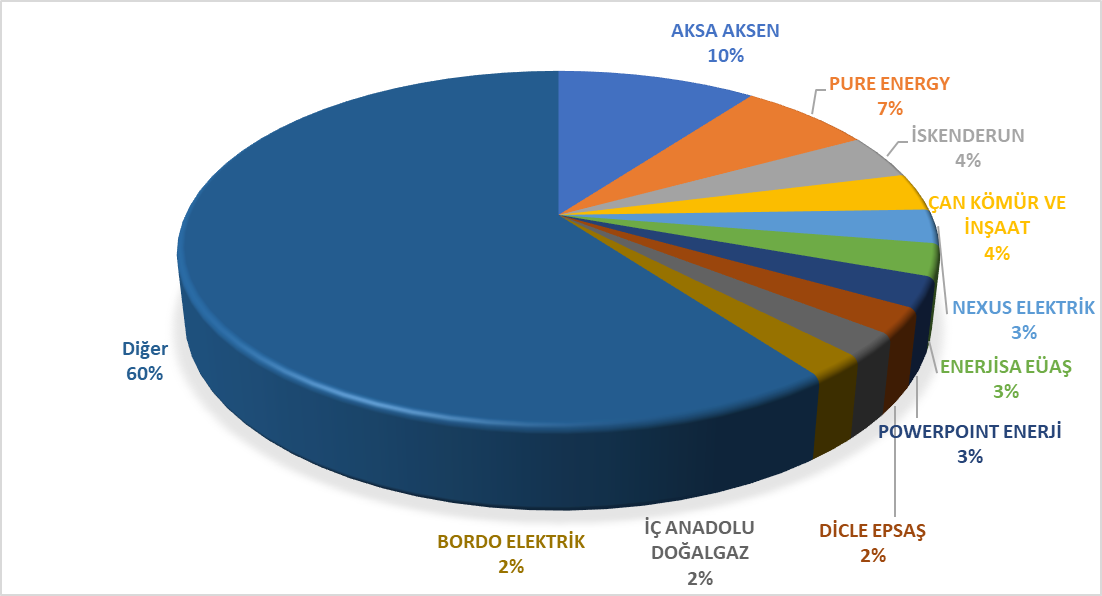 AKSA AKSEN
10%
PURE ENERGY
7%
İSKENDERUN
4%
ÇAN KÖMÜR VE
İNŞAAT
4%
NEXUS ELEKTRİK
3%
ENERJİSA EÜAŞ
3%
POWERPOINT ENERJİ
3%
DİCLE EPSAŞ
2%
İÇ ANADOLU
DOĞALGAZ
2%
BORDO ELEKTRİK
2%
Diğer
60%